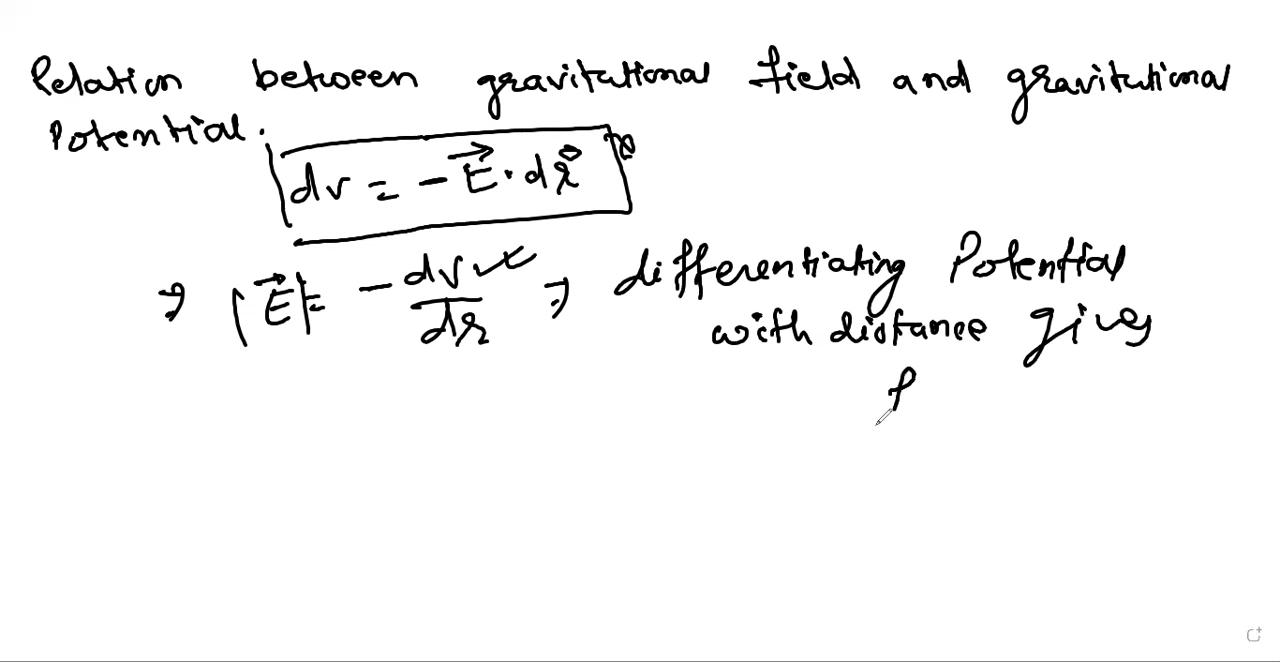 Relation between gravitational field and gravitational
Potential.
dv = - E⃗ · dr⃗
⇒ |E⃗| = - dv/dr ⇒ differentiating Potential
with distance gives
f